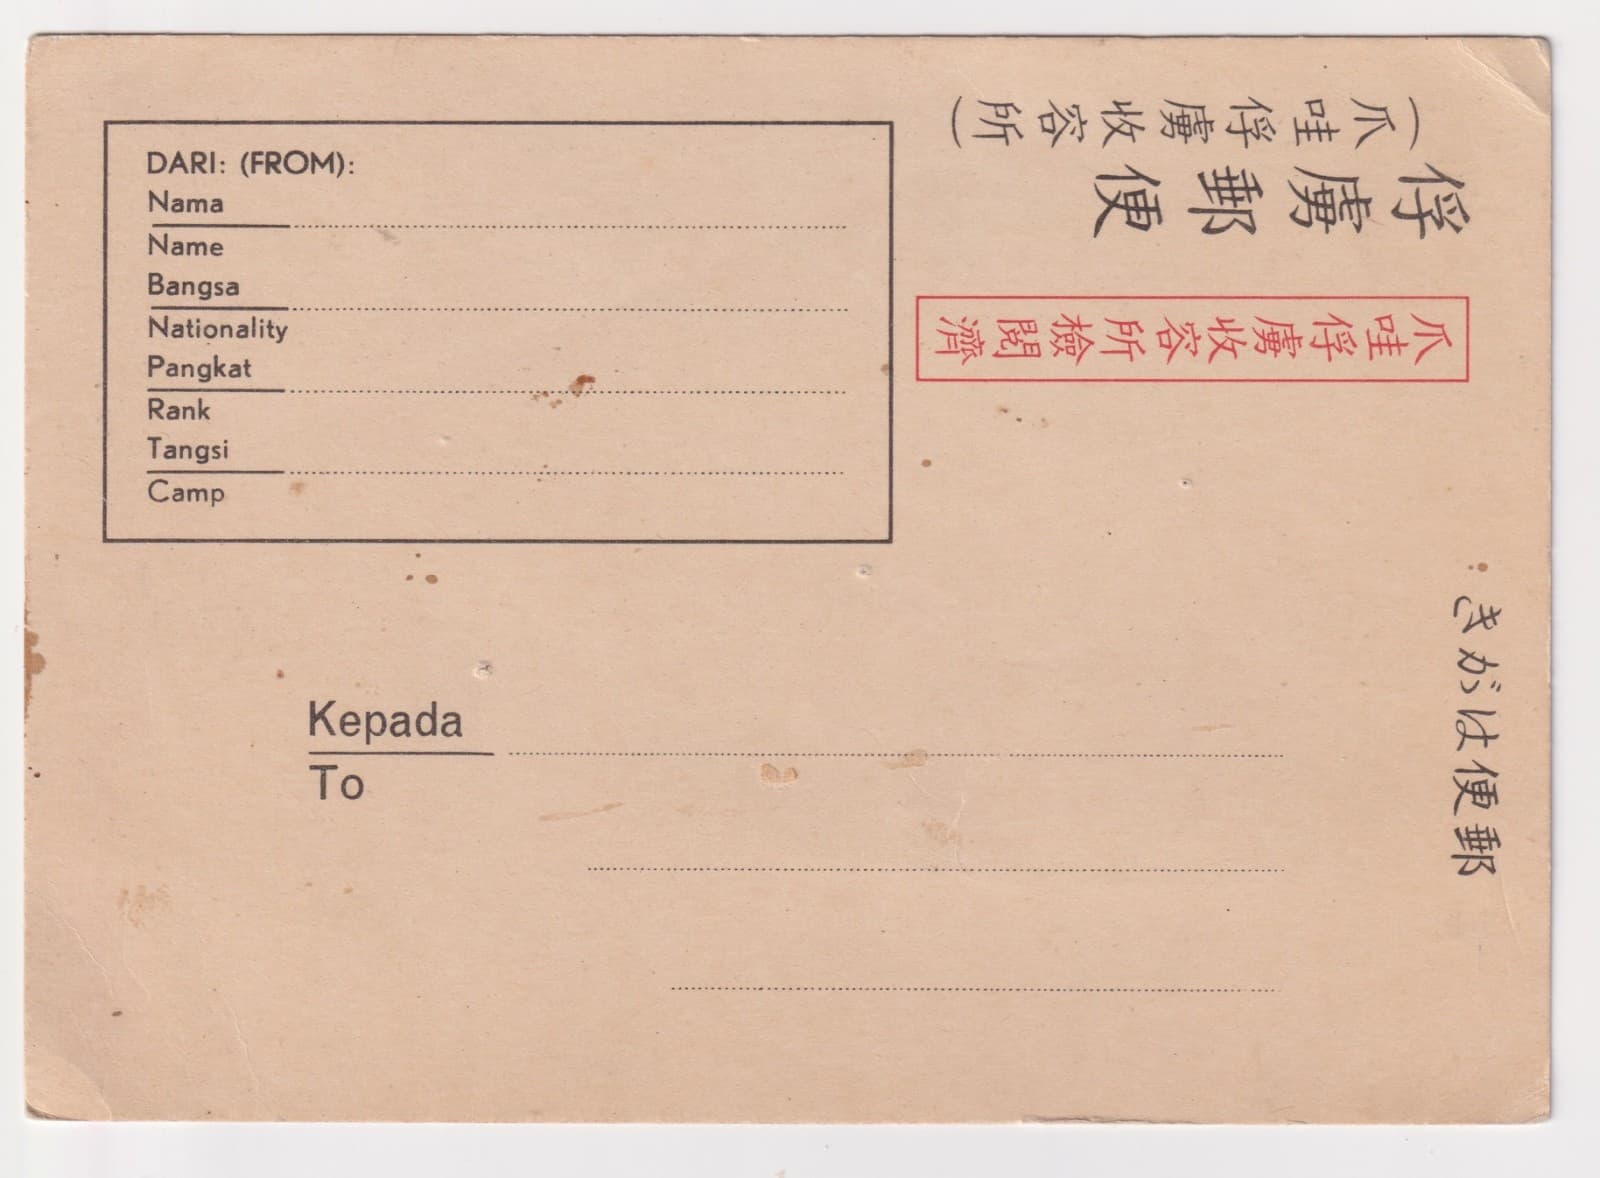 DARI: (FROM):
Nama
Name
Bangsa
Nationality
Pangkat
Rank
Tangsi
Camp
(爪哇俘虜收容所)
俘虜郵便
爪哇俘虜收容所檢閲濟
郵便はがき
Kepada
To